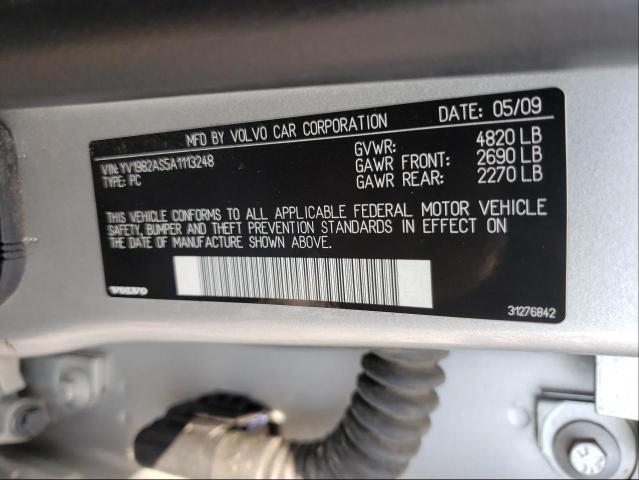 MFD BY VOLVO CAR CORPORATION DATE: 05/09
VIN: YV1982AS5A1113248
TYPE: PC
GVWR: 4820 LB
GAWR FRONT: 2690 LB
GAWR REAR: 2270 LB
THIS VEHICLE CONFORMS TO ALL APPLICABLE FEDERAL MOTOR VEHICLE
SAFETY, BUMPER AND THEFT PREVENTION STANDARDS IN EFFECT ON
THE DATE OF MANUFACTURE SHOWN ABOVE.
VOLVO
31276842